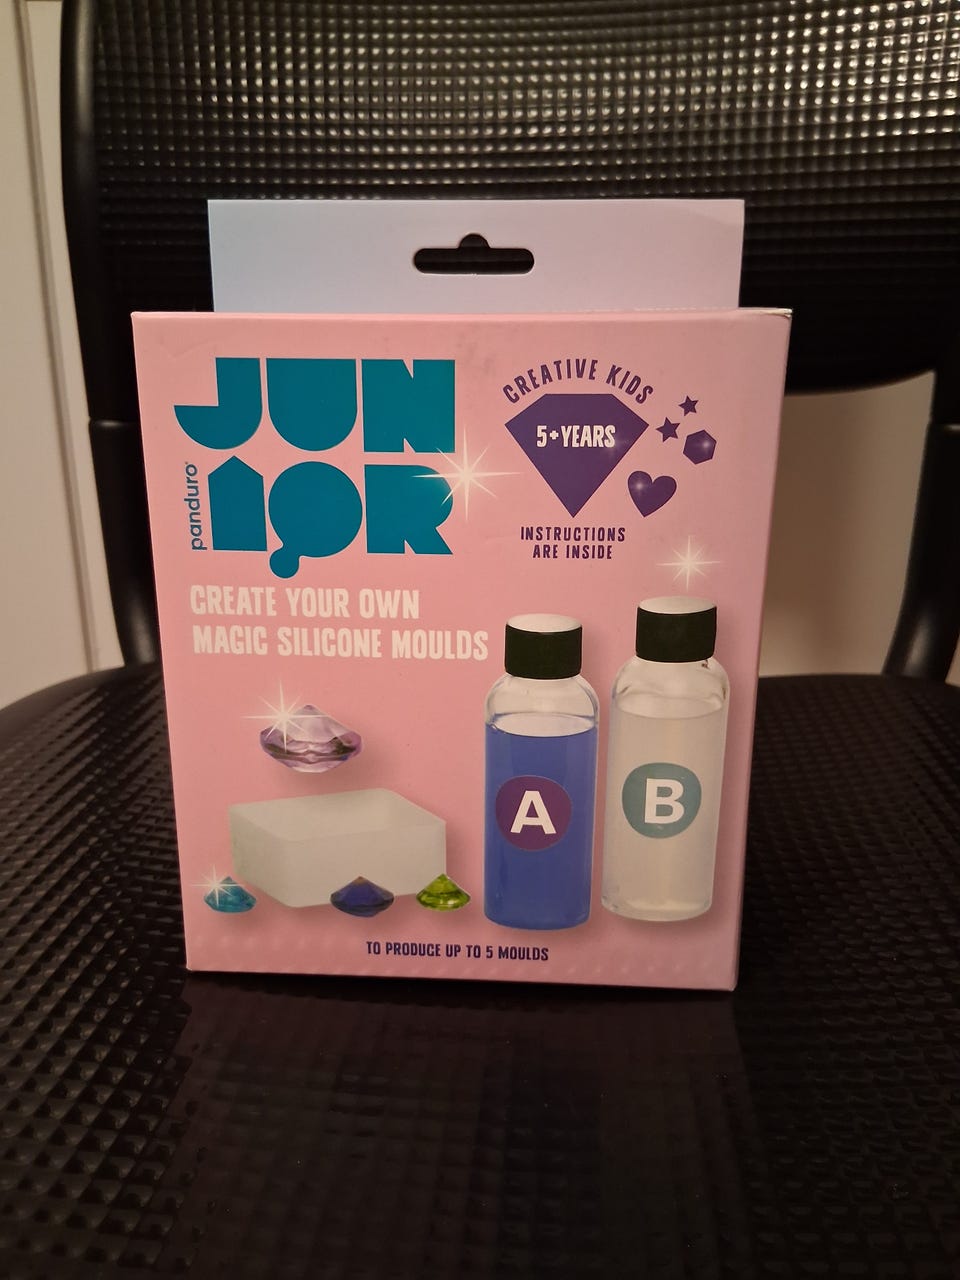 JUN
IOR
panduro®
CREATIVE KIDS
5+ YEARS
INSTRUCTIONS
ARE INSIDE
CREATE YOUR OWN
MAGIC SILICONE MOULDS
A
B
TO PRODUCE UP TO 5 MOULDS